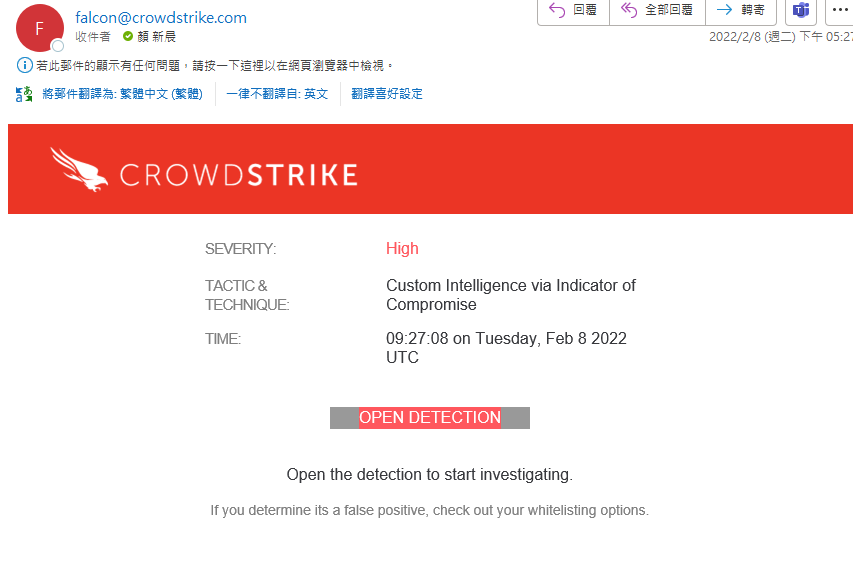 F
falcon@crowdstrike.com
收件者 顏 新晨
回覆 全部回覆 轉寄
2022/2/8 (週二) 下午 05:27
若此郵件的顯示有任何問題，請按一下這裡以在網頁瀏覽器中檢視。
將郵件翻譯為: 繁體中文 (繁體) 一律不翻譯自: 英文 翻譯喜好設定
CROWDSTRIKE
SEVERITY: High
TACTIC & Custom Intelligence via Indicator of
TECHNIQUE: Compromise
TIME: 09:27:08 on Tuesday, Feb 8 2022
UTC
OPEN DETECTION
Open the detection to start investigating.
If you determine its a false positive, check out your whitelisting options.